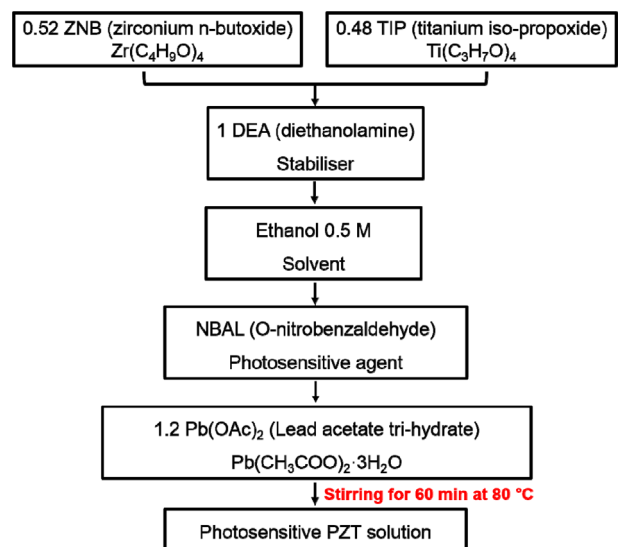 0.52 ZNB (zirconium n-butoxide)
Zr(C₄H₉O)₄
0.48 TIP (titanium iso-propoxide)
Ti(C₃H₇O)₄
1 DEA (diethanolamine)
Stabiliser
Ethanol 0.5 M
Solvent
NBAL (O-nitrobenzaldehyde)
Photosensitive agent
1.2 Pb(OAc)₂ (Lead acetate tri-hydrate)
Pb(CH₃COO)₂·3H₂O
Stirring for 60 min at 80 °C
Photosensitive PZT solution